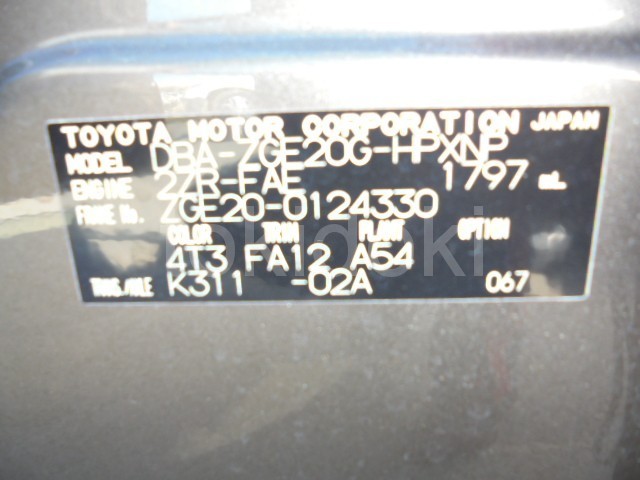 TOYOTA MOTOR CORPORATION JAPAN
MODEL DBA-ZGE20G-HPXNP
ENGINE 2ZR-FAE 1797 mL
FRAME No. ZGE20-0124330
COLOR TRIM PLANT OPTION
4T3 FA12 A54
TRANS/AXLE K311 -02A 067